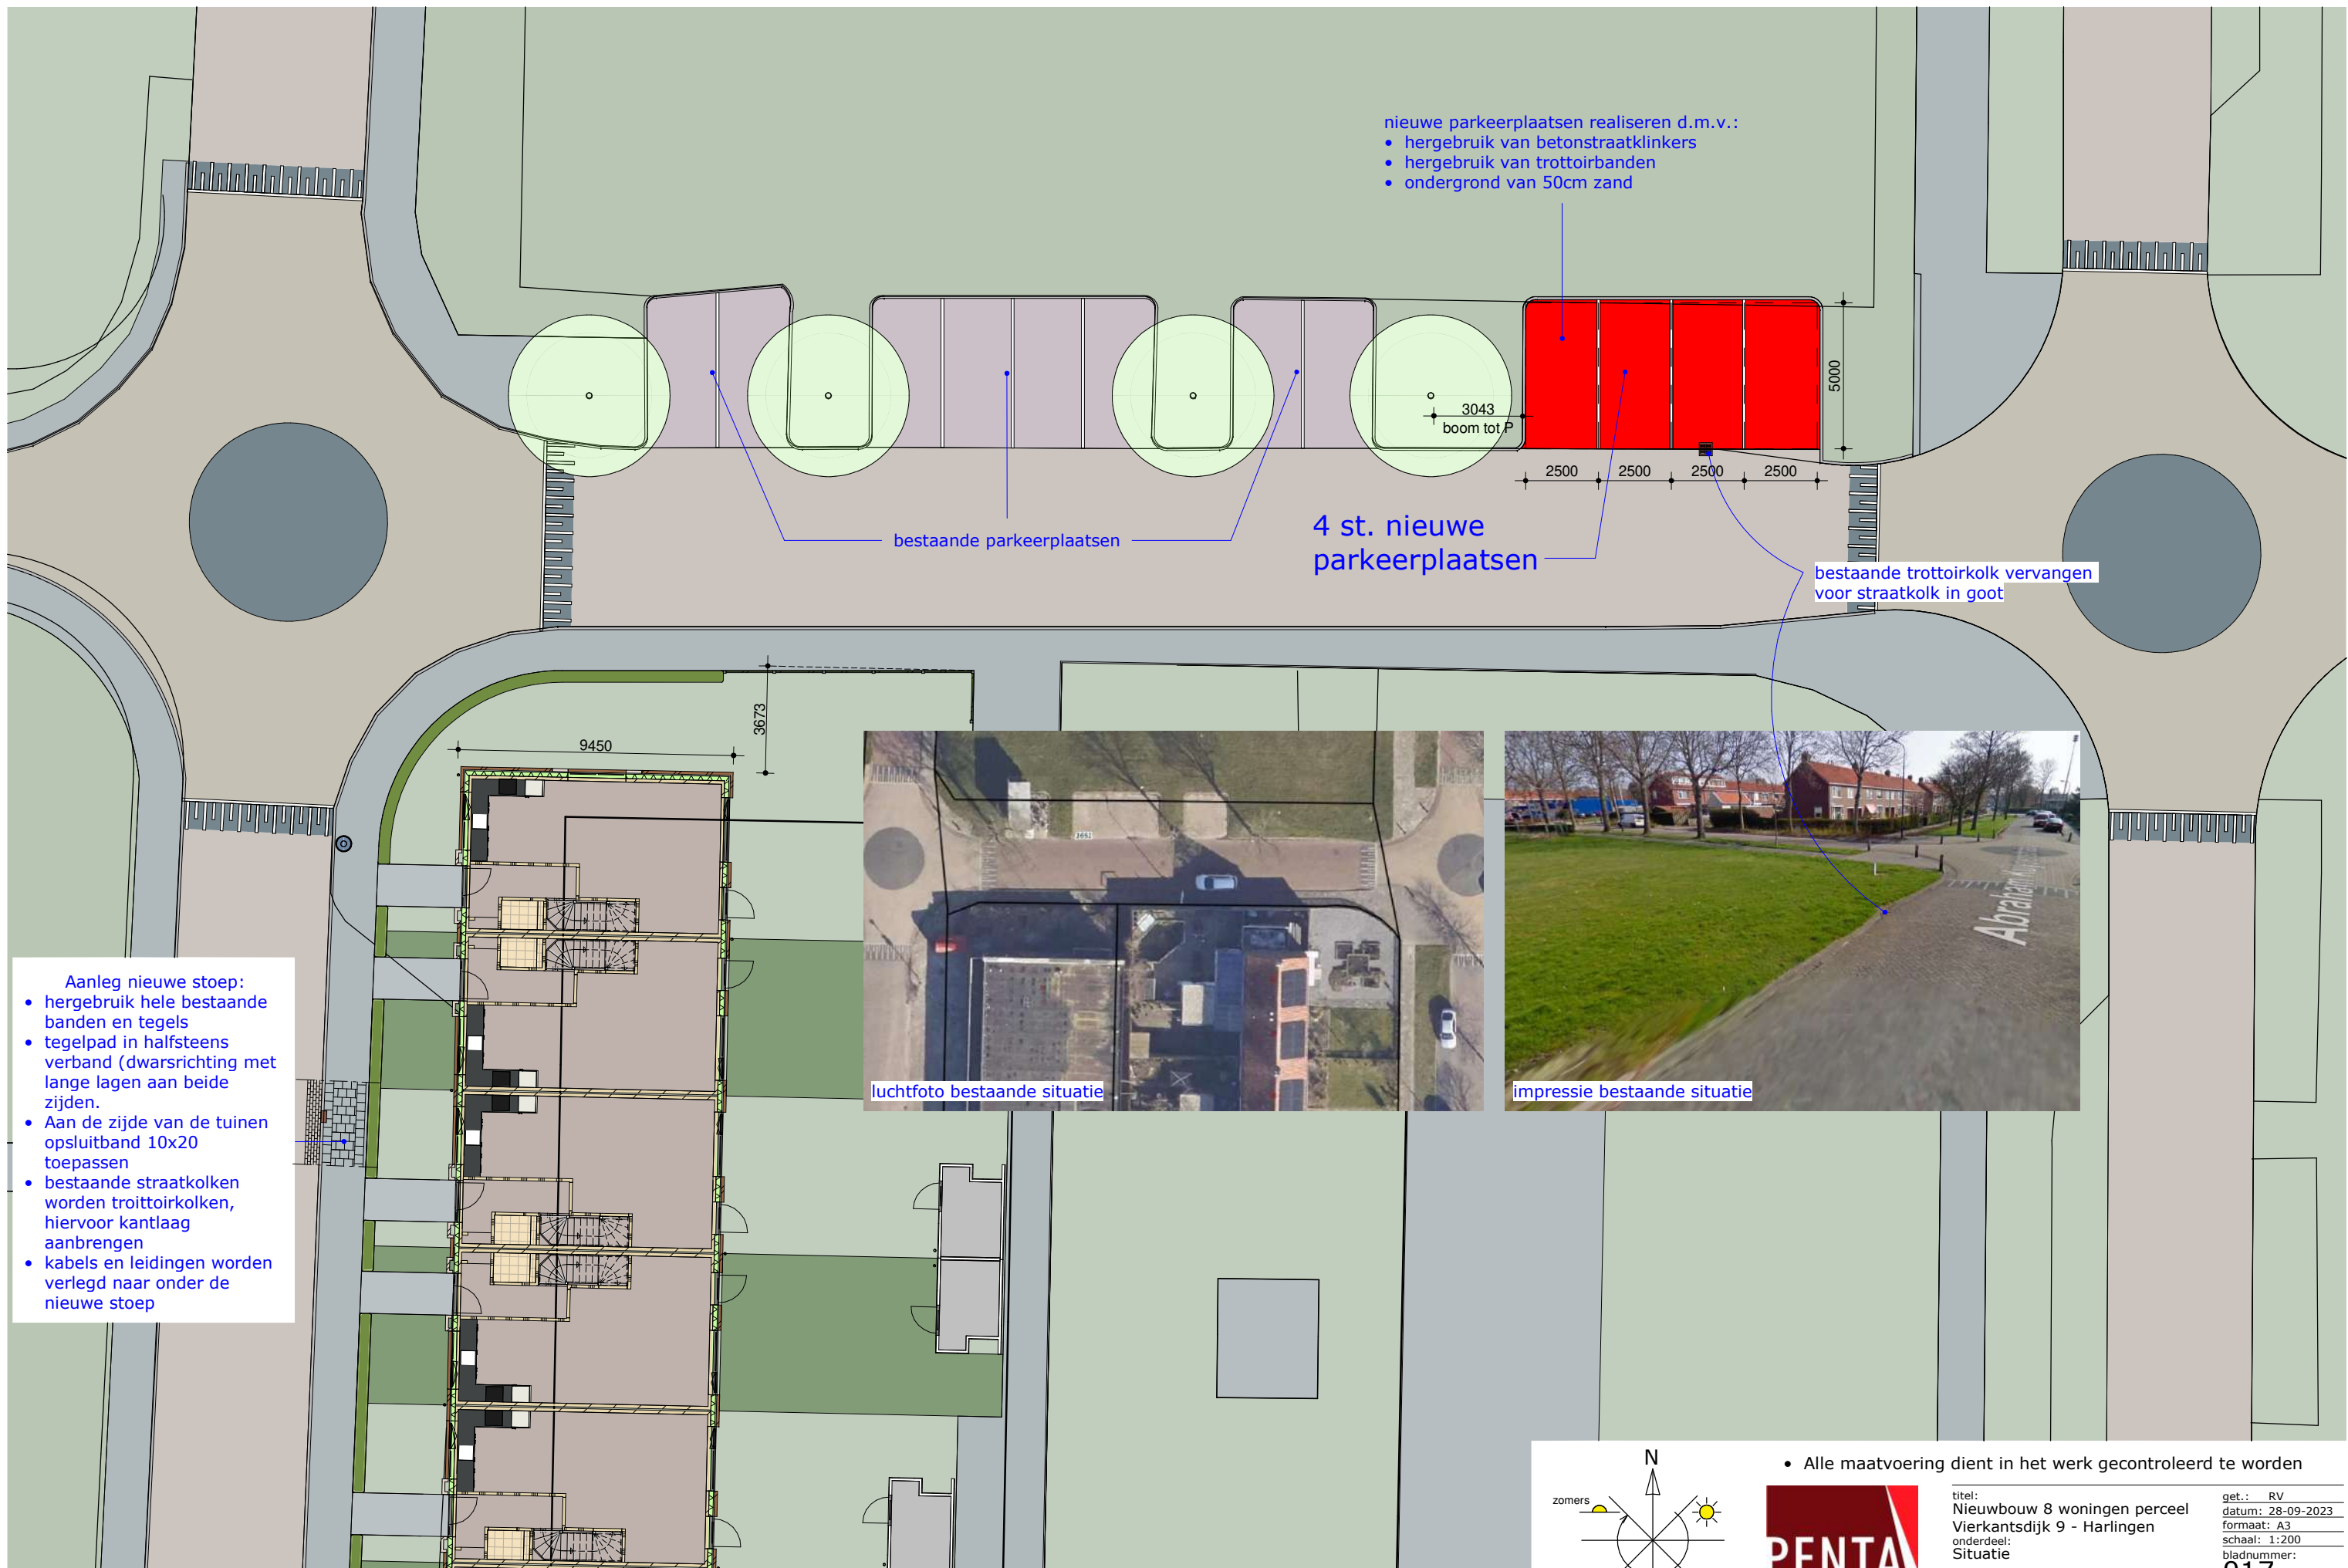 nieuwe parkeerplaatsen realiseren d.m.v.:
• hergebruik van betonstraatklinkers
• hergebruik van trottoirbanden
• ondergrond van 50cm zand
5000
3043
boom tot P
2500 2500 2500 2500
bestaande parkeerplaatsen
4 st. nieuwe
parkeerplaatsen
bestaande trottoirkolk vervangen
voor straatkolk in goot
3673
9450
luchtfoto bestaande situatie
impressie bestaande situatie
Aanleg nieuwe stoep:
• hergebruik hele bestaande
banden en tegels
• tegelpad in halfsteens
verband (dwarsrichting met
lange lagen aan beide
zijden.
• Aan de zijde van de tuinen
opsluitband 10x20
toepassen
• bestaande straatkolken
worden troittoirkolken,
hiervoor kantlaag
aanbrengen
• kabels en leidingen worden
verlegd naar onder de
nieuwe stoep
N
zomers
• Alle maatvoering dient in het werk gecontroleerd te worden
PENTA
titel:
Nieuwbouw 8 woningen perceel
Vierkantsdijk 9 - Harlingen
onderdeel:
Situatie
get.: RV
datum: 28-09-2023
formaat: A3
schaal: 1:200
bladnummer:
017